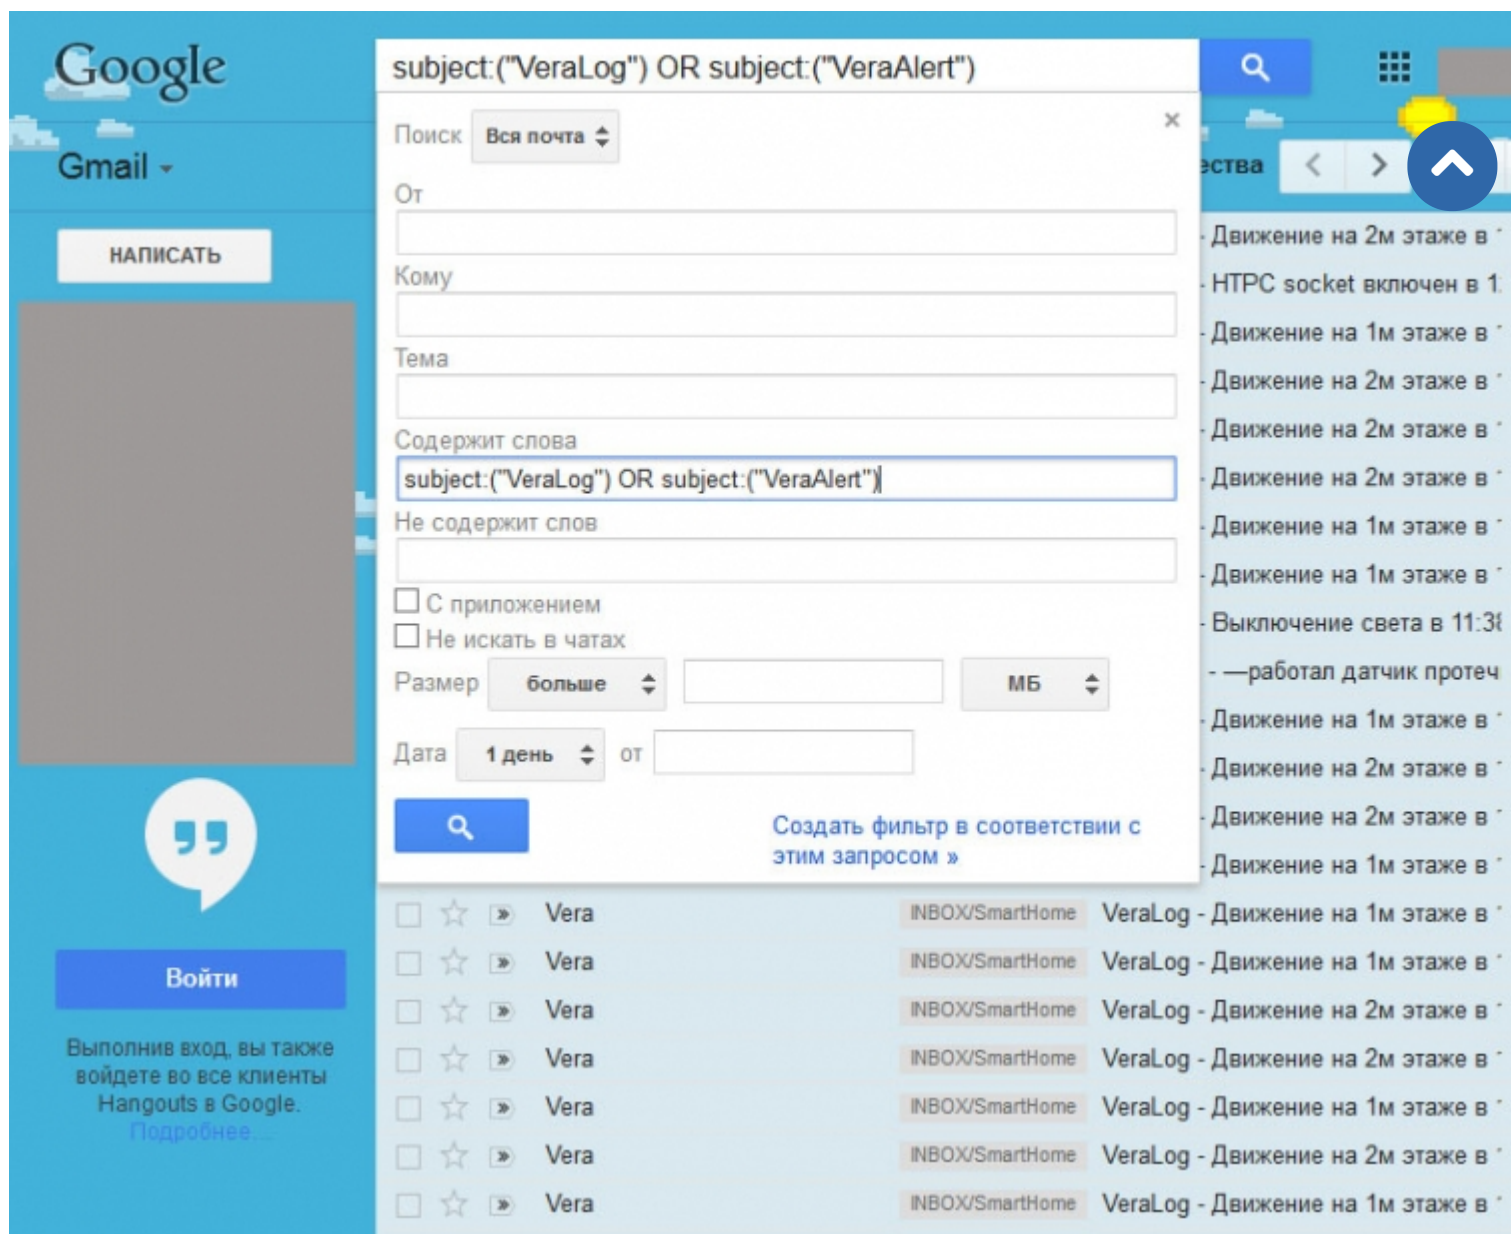 Google
subject:("VeraLog") OR subject:("VeraAlert")
Поиск Вся почта
Gmail
ества
От
НАПИСАТЬ
- Движение на 2м этаже в
Кому
- HTPC socket включен в 1
- Движение на 1м этаже в
Тема
- Движение на 2м этаже в
- Движение на 2м этаже в
Содержит слова
subject:("VeraLog") OR subject:("VeraAlert")
- Движение на 2м этаже в
Не содержит слов
- Движение на 1м этаже в
- Движение на 1м этаже в
С приложением
- Выключение света в 11:38
Не искать в чатах
- —работал датчик протеч
Размер больше МБ
- Движение на 1м этаже в
Дата 1 день от
- Движение на 2м этаже в
- Движение на 2м этаже в
Создать фильтр в соответствии с
этим запросом »
- Движение на 1м этаже в
Vera INBOX/SmartHome VeraLog - Движение на 1м этаже в
Vera INBOX/SmartHome VeraLog - Движение на 1м этаже в
Войти
Vera INBOX/SmartHome VeraLog - Движение на 2м этаже в
Выполнив вход, вы также
войдете во все клиенты
Hangouts в Google.
Подробнее...
Vera INBOX/SmartHome VeraLog - Движение на 2м этаже в
Vera INBOX/SmartHome VeraLog - Движение на 1м этаже в
Vera INBOX/SmartHome VeraLog - Движение на 2м этаже в
Vera INBOX/SmartHome VeraLog - Движение на 1м этаже в